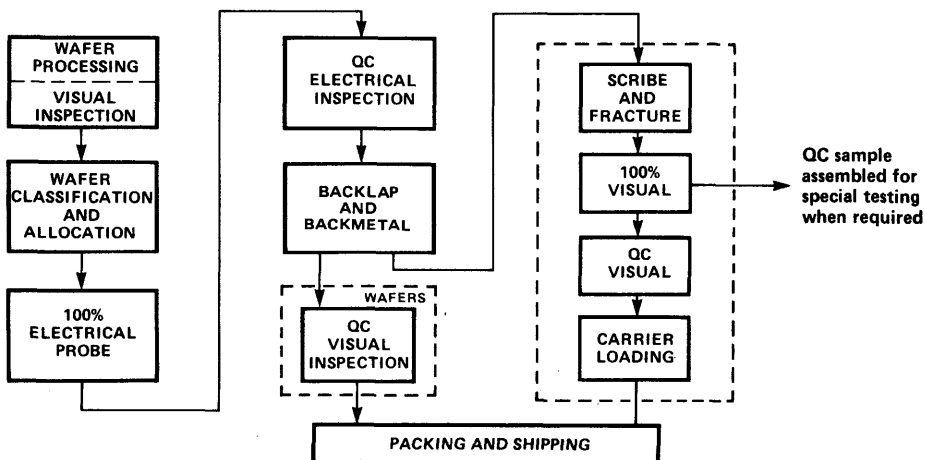 WAFER
PROCESSING
VISUAL
INSPECTION
WAFER
CLASSIFICATION
AND
ALLOCATION
100%
ELECTRICAL
PROBE
QC
ELECTRICAL
INSPECTION
BACKLAP
AND
BACKMETAL
WAFERS
QC
VISUAL
INSPECTION
SCRIBE
AND
FRACTURE
100%
VISUAL
QC
VISUAL
CARRIER
LOADING
QC sample
assembled for
special testing
when required
PACKING AND SHIPPING